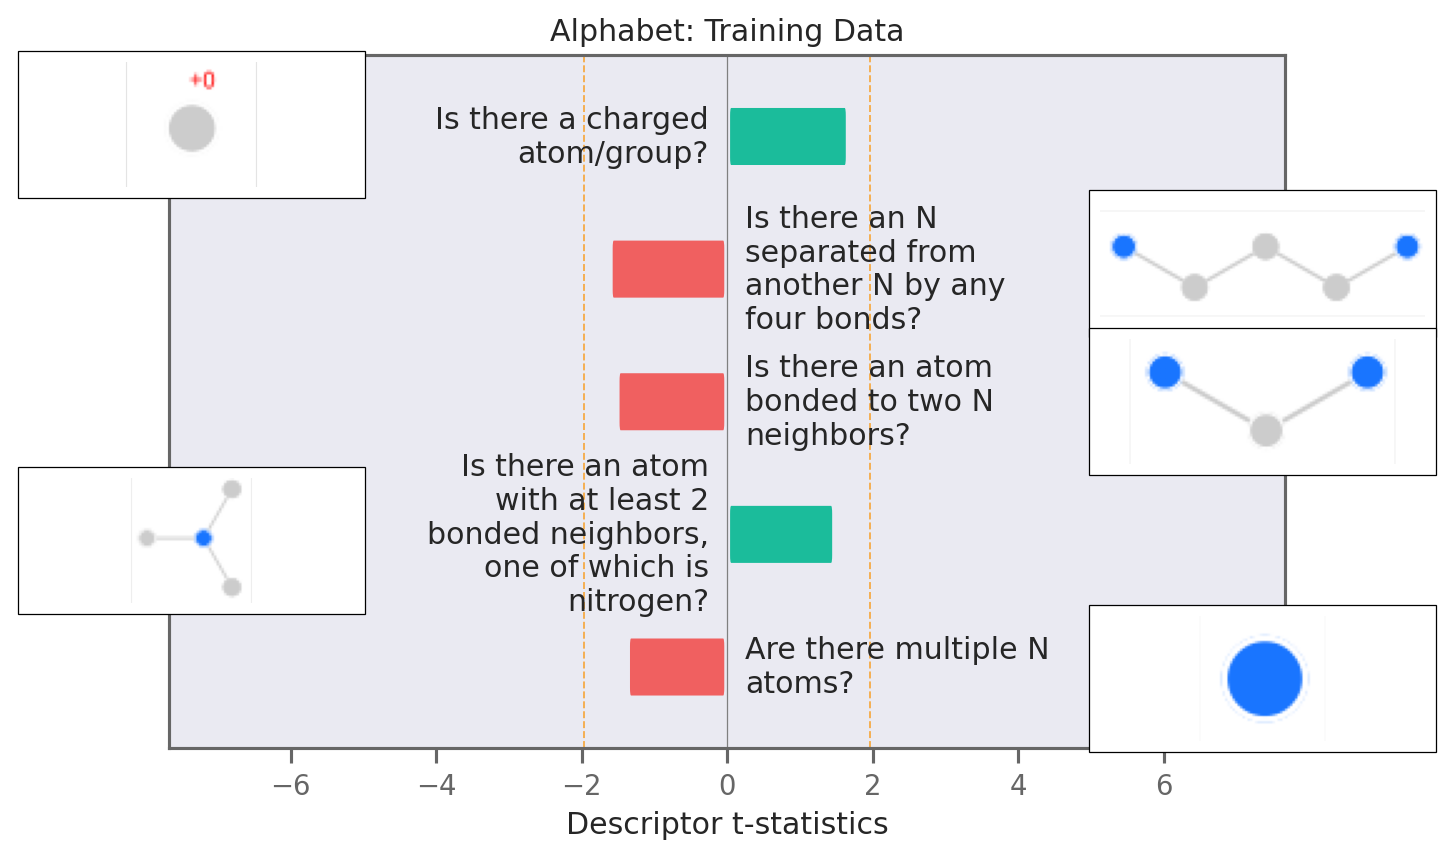 Alphabet: Training Data
+0
Is there a charged
atom/group?
Is there an N
separated from
another N by any
four bonds?
Is there an atom
bonded to two N
neighbors?
Is there an atom
with at least 2
bonded neighbors,
one of which is
nitrogen?
Are there multiple N
atoms?
−6 −4 −2 0 2 4 6
Descriptor t-statistics